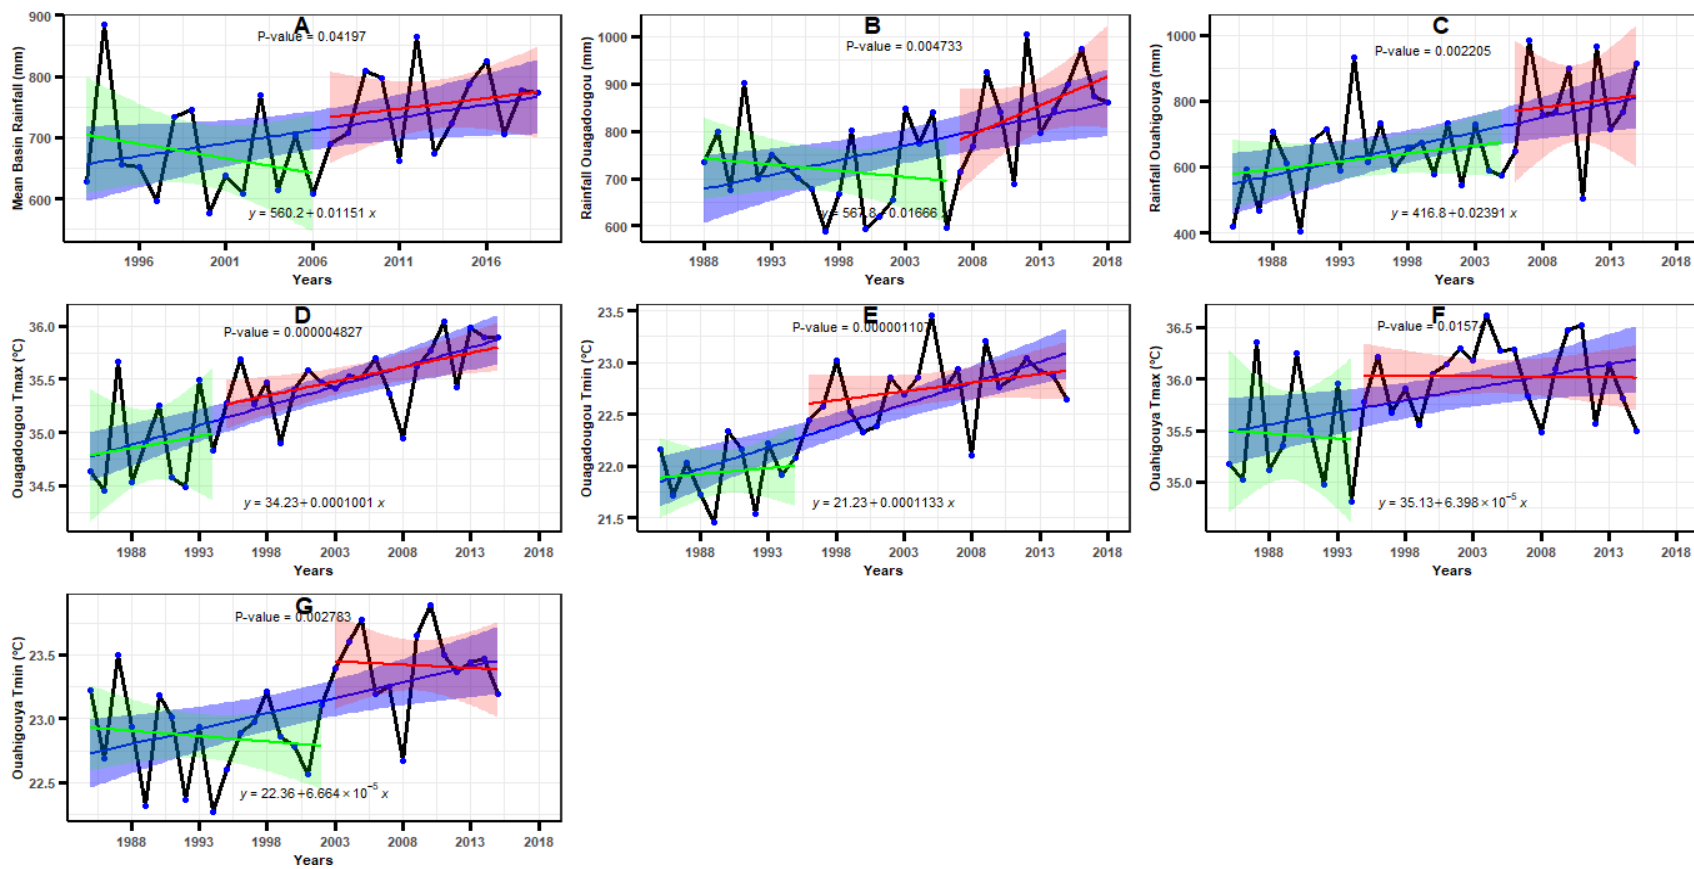 A
P-value = 0.04197
Mean Basin Rainfall (mm)
900
800
700
600
y = 560.2+0.01151 x
1996 2001 2006 2011 2016
Years
B
P-value = 0.004733
Rainfall Ouagadougou (mm)
1000
900
800
700
600
y = 567.8+0.01666 x
1988 1993 1998 2003 2008 2013 2018
Years
C
P-value = 0.002205
Rainfall Ouahigouya (mm)
1000
800
600
400
y = 416.8+0.02391 x
1988 1993 1998 2003 2008 2013 2018
Years
D
P-value = 0.000004827
Ouagadougou Tmax (°C)
36.0
35.5
35.0
34.5
y = 34.23+0.0001001 x
1988 1993 1998 2003 2008 2013 2018
Years
E
P-value = 0.000001107
Ouagadougou Tmin (°C)
23.5
23.0
22.5
22.0
21.5
y = 21.23+0.0001133 x
1988 1993 1998 2003 2008 2013 2018
Years
F
P-value = 0.01574
Ouahigouya Tmax (°C)
36.5
36.0
35.5
35.0
y = 35.13+6.398×10⁻⁵ x
1988 1993 1998 2003 2008 2013 2018
Years
G
P-value = 0.002783
Ouahigouya Tmin (°C)
23.5
23.0
22.5
y = 22.36+6.664×10⁻⁵ x
1988 1993 1998 2003 2008 2013 2018
Years